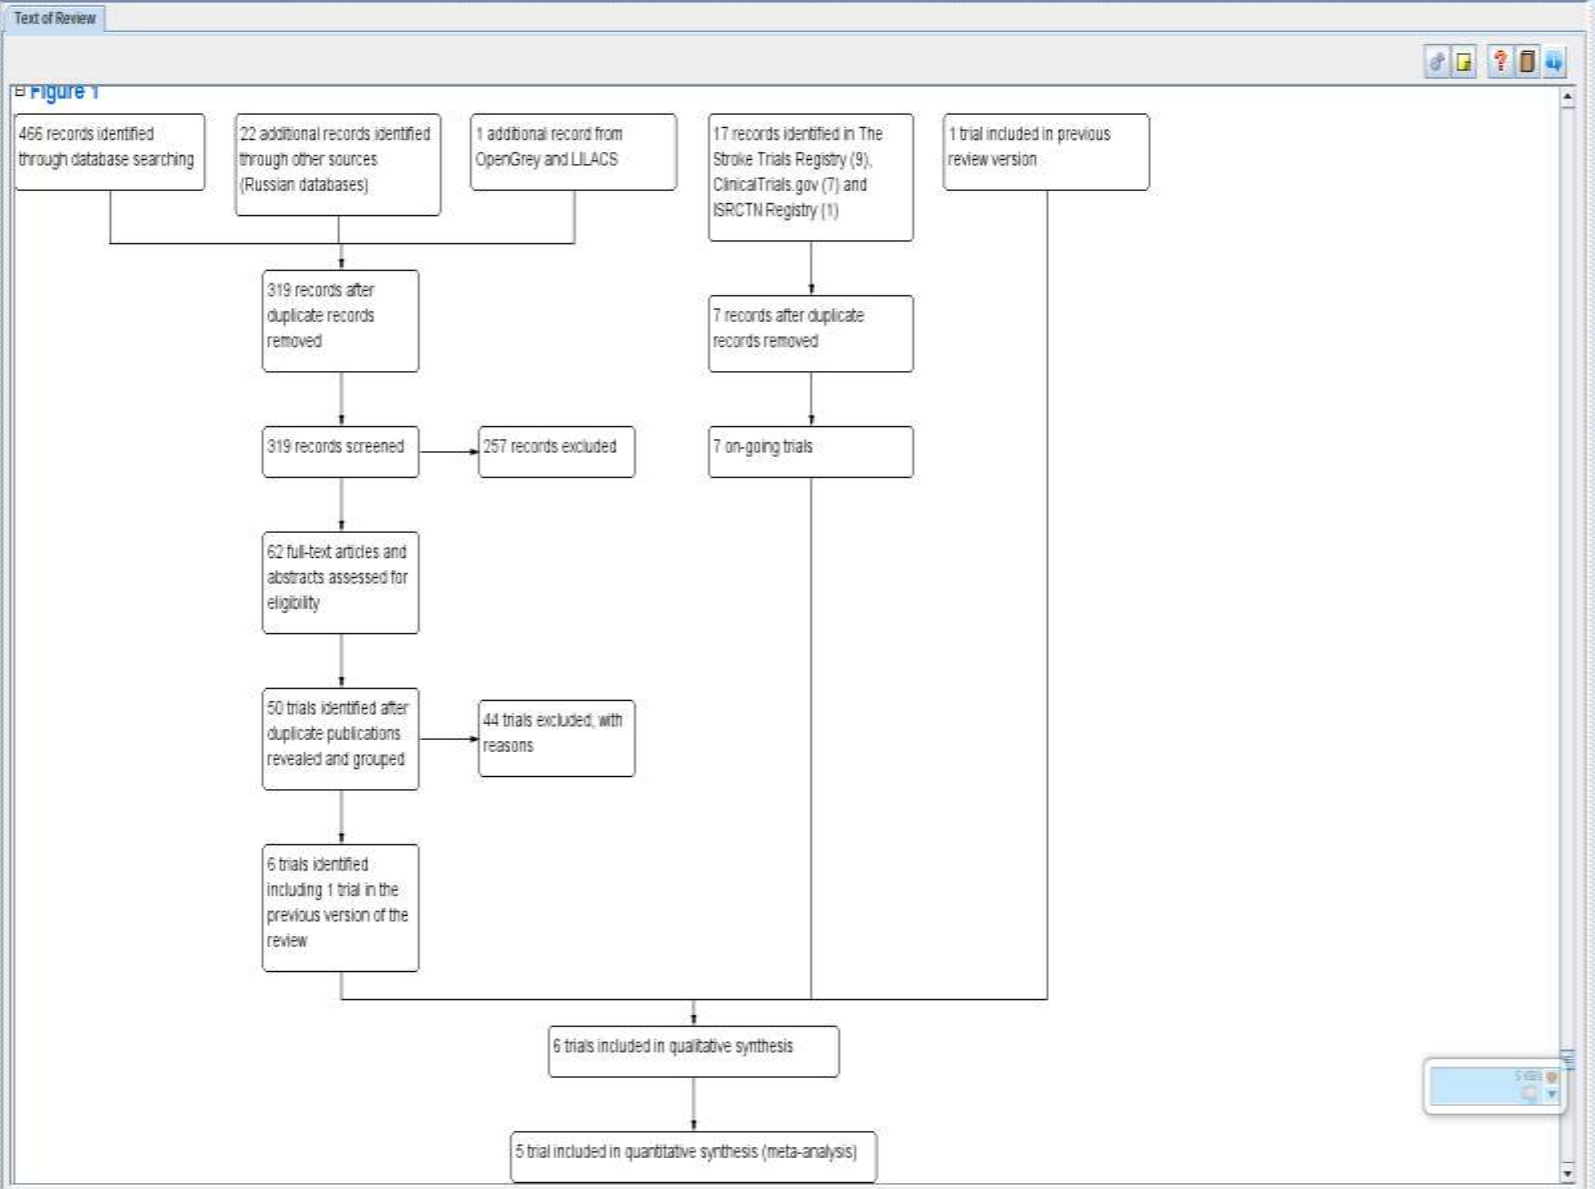 Text of Review
Figure 1
466 records identified
through database searching
22 additional records identified
through other sources
(Russian databases)
1 additional record from
OpenGrey and LILACS
17 records identified in The
Stroke Trials Registry (9),
ClinicalTrials.gov (7) and
ISRCTN Registry (1)
1 trial included in previous
review version
319 records after
duplicate records
removed
7 records after duplicate
records removed
319 records screened
257 records excluded
7 on-going trials
62 full-text articles and
abstracts assessed for
eligibility
50 trials identified after
duplicate publications
revealed and grouped
44 trials excluded, with
reasons
6 trials identified
including 1 trial in the
previous version of the
review
6 trials included in qualitative synthesis
5 trial included in quantitative synthesis (meta-analysis)